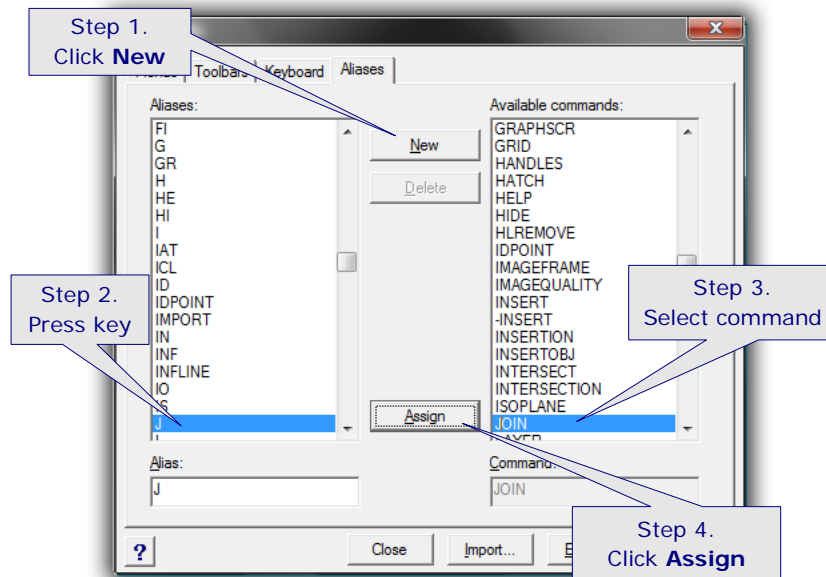 Step 1.
Click New
Toolbars
Keyboard
Aliases
Aliases:
Available commands:
FI
G
GR
H
HE
HI
I
IAT
ICL
ID
IDPOINT
IMPORT
IN
INF
INFLINE
IO
IS
J
New
Delete
GRAPHSCR
GRID
HANDLES
HATCH
HELP
HIDE
HLREMOVE
IDPOINT
IMAGEFRAME
IMAGEQUALITY
INSERT
-INSERT
INSERTION
INSERTOBJ
INTERSECT
INTERSECTION
ISOPLANE
JOIN
Step 2.
Press key
Step 3.
Select command
Assign
Alias:
J
Command:
JOIN
Step 4.
Click Assign
?
Close
Import...